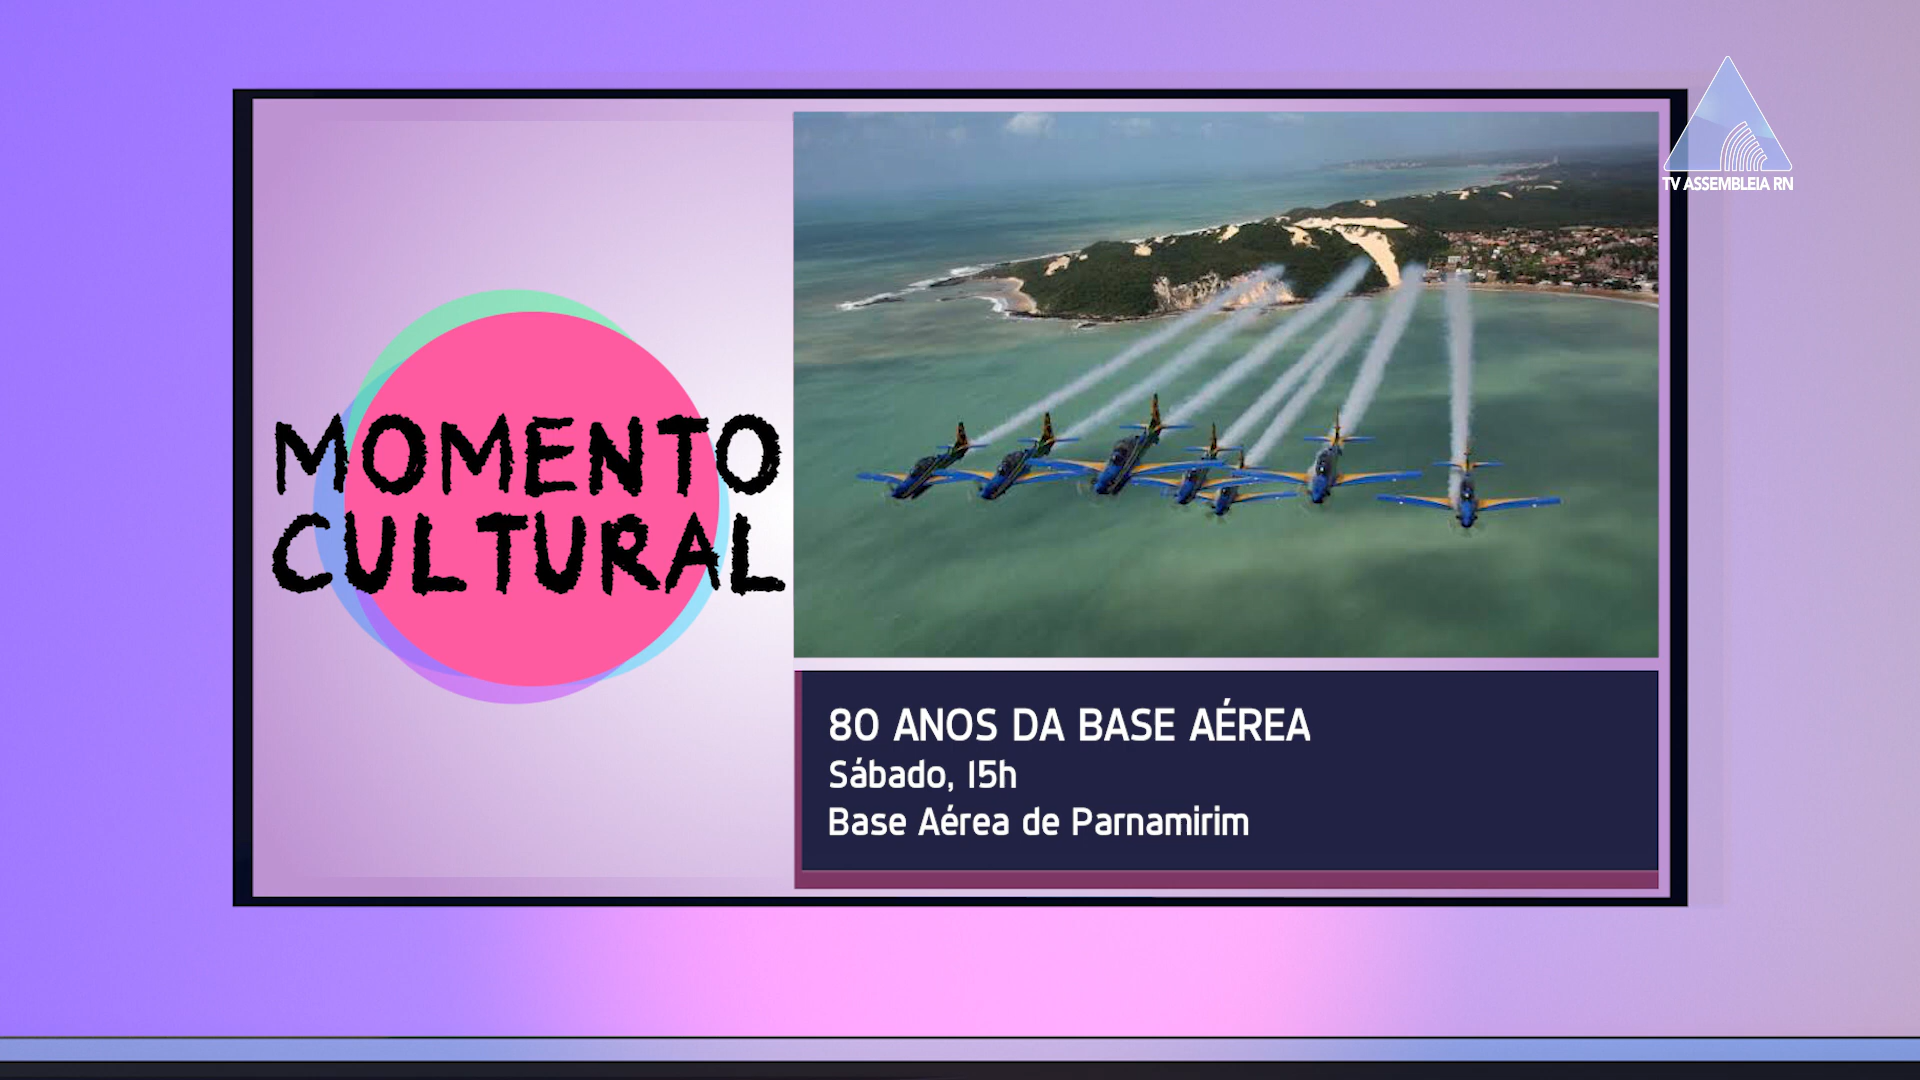 TV ASSEMBLEIA RN
MOMENTO
CULTURAL
80 ANOS DA BASE AÉREA
Sábado, 15h
Base Aérea de Parnamirim